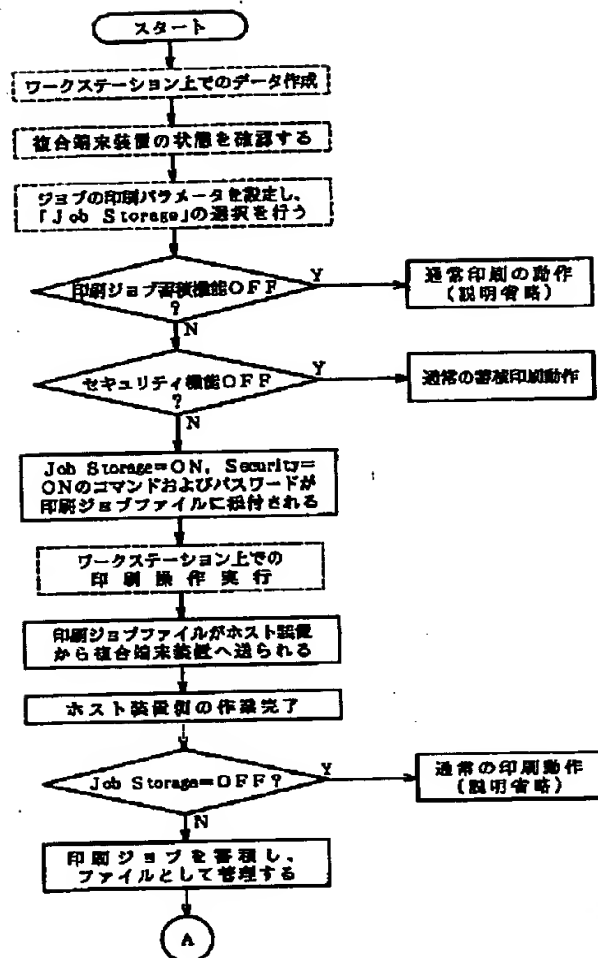 スタート
ワークステーション上でのデータ作成
複合端末装置の状態を確認する
ジョブの印刷パラメータを設定し、
「Job Storage」の選択を行う
印刷ジョブ蓄積機能OFF
?
Y
通常印刷の動作
(説明省略)
N
セキュリティ機能OFF
?
Y
通常の蓄積印刷動作
N
Job Storage=ON, Security=
ONのコマンドおよびパスワードが
印刷ジョブファイルに添付される
ワークステーション上での
印刷操作実行
印刷ジョブファイルがホスト装置
から複合端末装置へ送られる
ホスト装置側の作業完了
Job Storage=OFF?
Y
通常の印刷動作
(説明省略)
N
印刷ジョブを蓄積し、
ファイルとして管理する
A